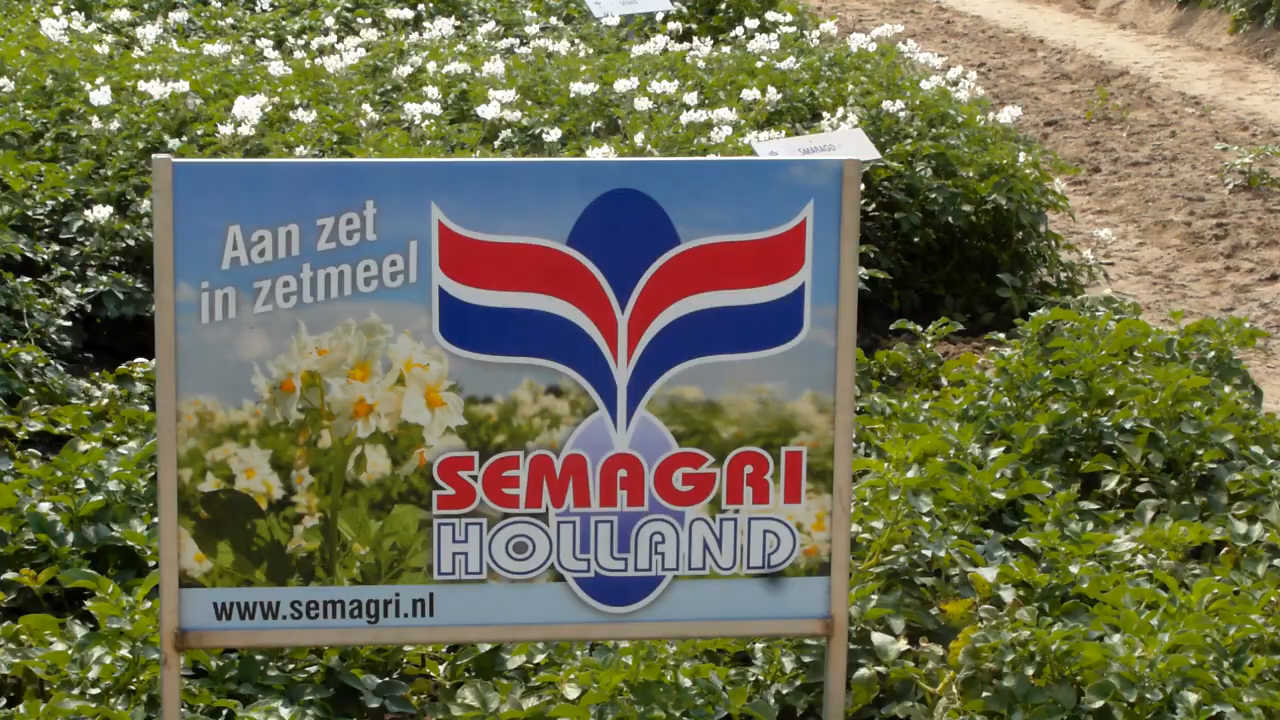 SMARAGD
Aan zet
in zetmeel
SEMAGRI
HOLLAND
www.semagri.nl